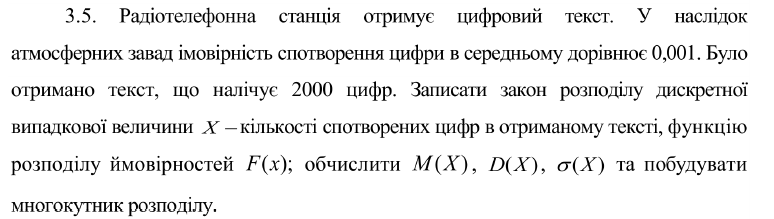 3.5. Радіотелефонна станція отримує цифровий текст. У наслідок
атмосферних завад імовірність спотворення цифри в середньому дорівнює 0,001. Було
отримано текст, що налічує 2000 цифр. Записати закон розподілу дискретної
випадкової величини X – кількості спотворених цифр в отриманому тексті, функцію
розподілу ймовірностей F(x); обчислити M(X), D(X), σ(X) та побудувати
многокутник розподілу.